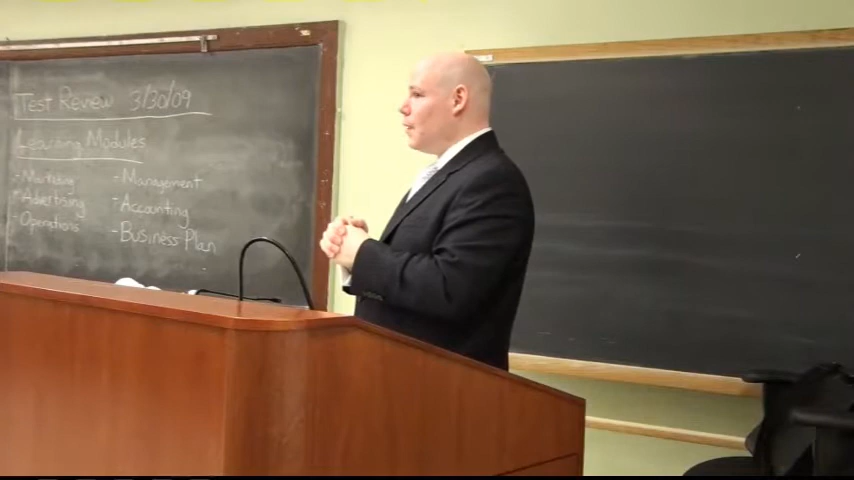 Test Review 3/30/09
Learning Modules
- Marketing - Management
- Advertising - Accounting
- Operations - Business Plan